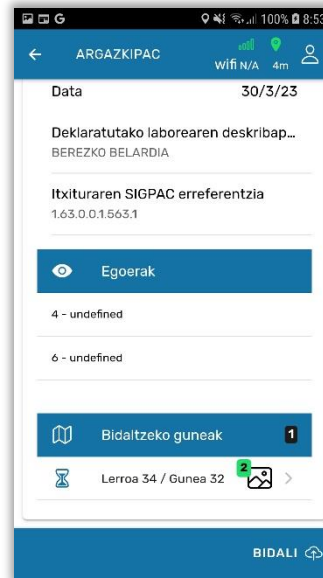 G 100% 8:53
ARGAZKIPAC
Wifi N/A 4m
Data 30/3/23
Deklaratutako laborearen deskribap...
BEREZKO BELARDIA
Itxituraren SIGPAC erreferentzia
1.63.0.0.1.563.1
Egoerak
4 - undefined
6 - undefined
Bidaltzeko guneak 1
Lerroa 34 / Gunea 32 2
BIDALI